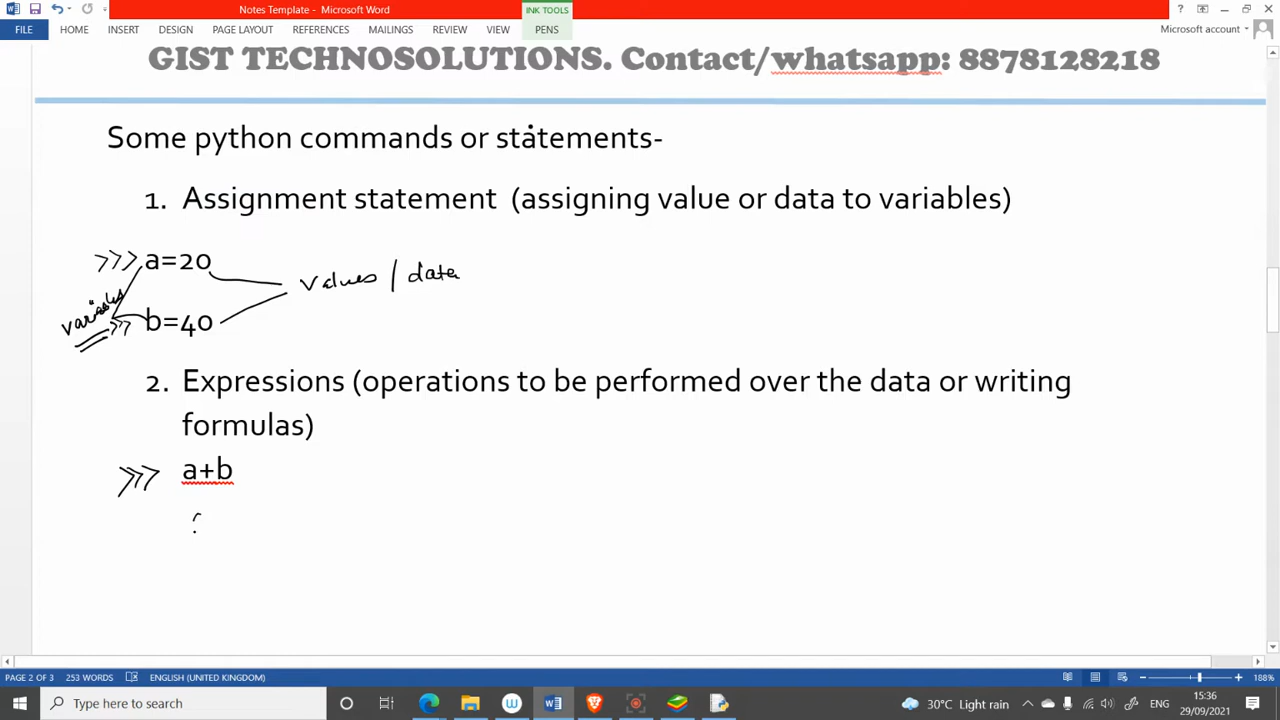 Notes Template - Microsoft Word
INK TOOLS
FILE HOME INSERT DESIGN PAGE LAYOUT REFERENCES MAILINGS REVIEW VIEW PENS
Microsoft account
GIST TECHNOSOLUTIONS. Contact/whatsapp: 8878128218
Some python commands or statements-
1. Assignment statement (assigning value or data to variables)
>>> a=20
values / data
variables
>>> b=40
2. Expressions (operations to be performed over the data or writing
formulas)
>>> a+b
?
PAGE 2 OF 3 253 WORDS ENGLISH (UNITED KINGDOM) 188%
Type here to search
30°C Light rain
ENG
15:36
29/09/2021